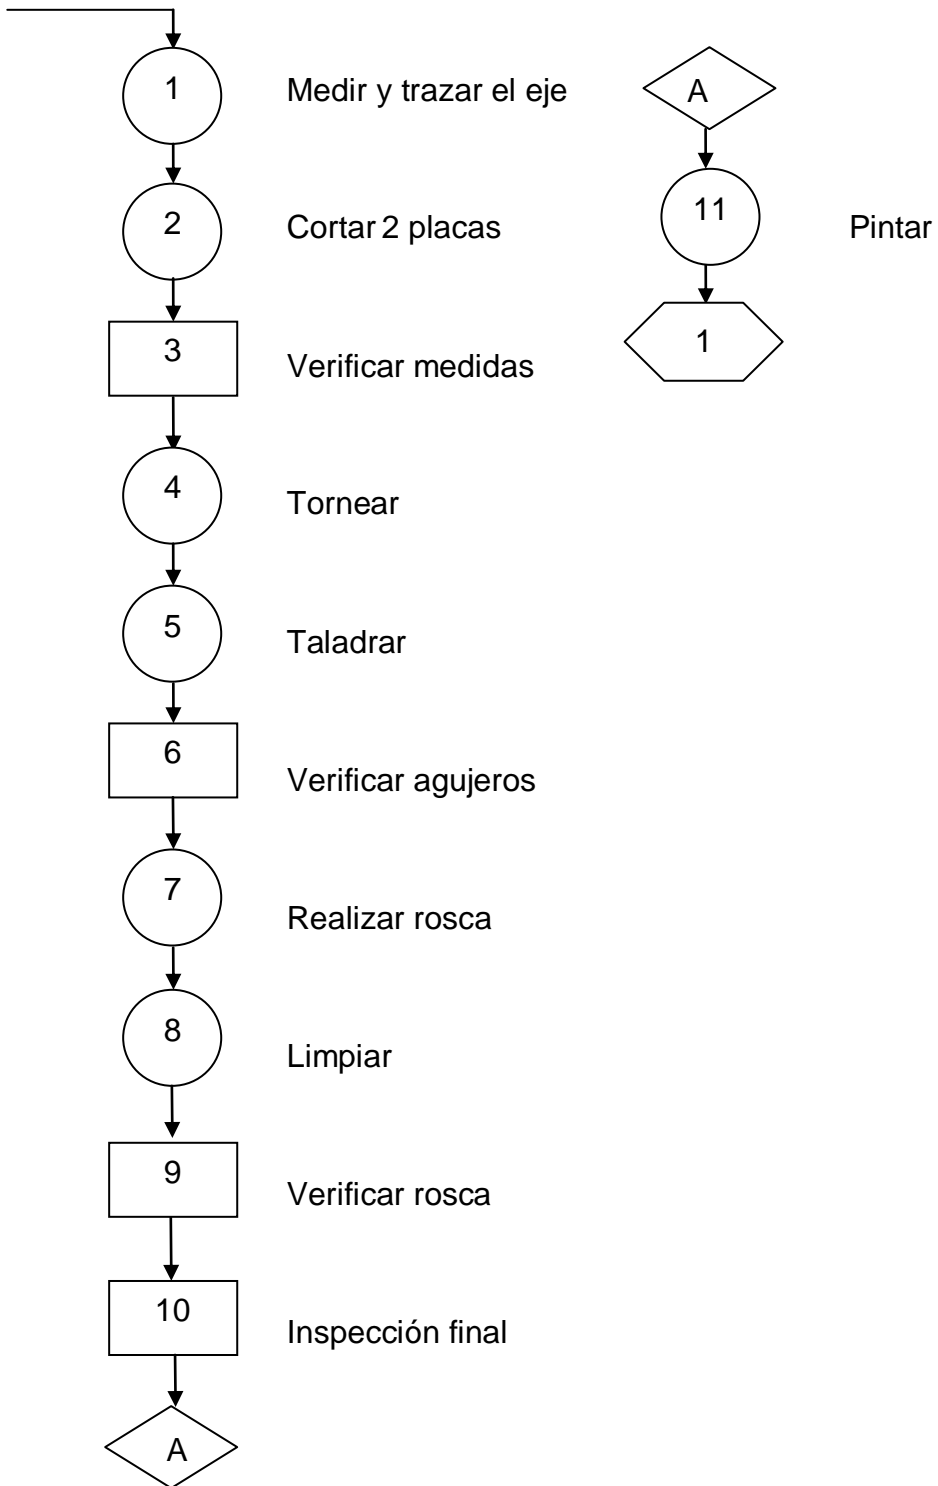 1
Medir y trazar el eje
2
Cortar 2 placas
3
Verificar medidas
4
Tornear
5
Taladrar
6
Verificar agujeros
7
Realizar rosca
8
Limpiar
9
Verificar rosca
10
Inspección final
A
A
11
Pintar
1